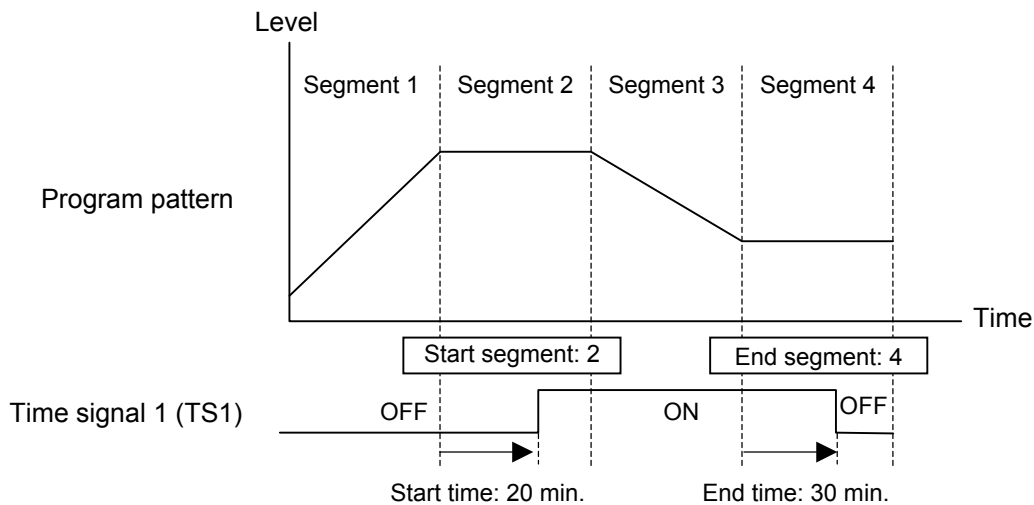 Level
Segment 1
Segment 2
Segment 3
Segment 4
Program pattern
Time
Start segment: 2
End segment: 4
Time signal 1 (TS1)
OFF
ON
OFF
Start time: 20 min.
End time: 30 min.